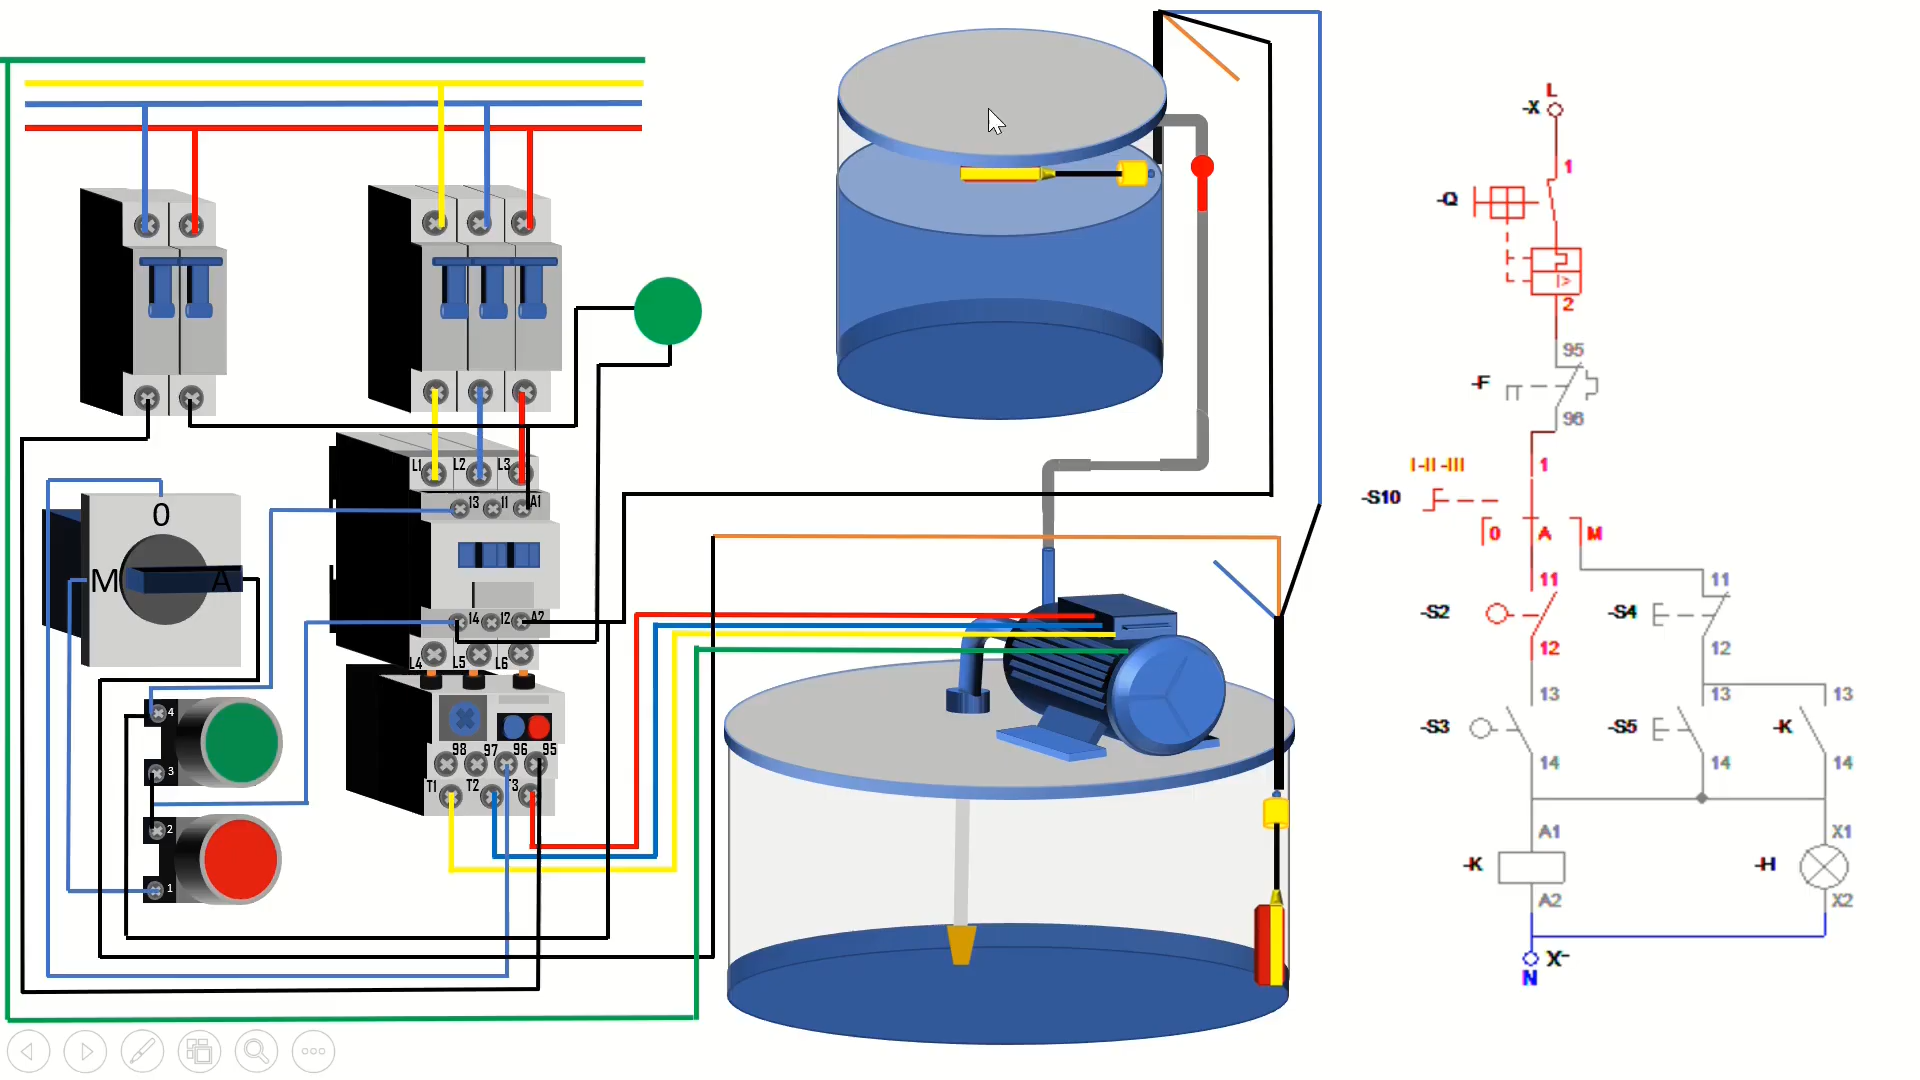 L1 L2 L3
13 11 A1
14 12 A2
L4 L5 L6
98 97 96 95
T1 T2 T3
0
M A
4
3
2
1
L
-X
1
-Q
|>
2
95
-F
96
I-II-III
1
-S10
0 A M
11 11
-S2 -S4
12 12
13 13 13
-S3 -S5 -K
14 14 14
A1 X1
-K -H
A2 X2
X-
N